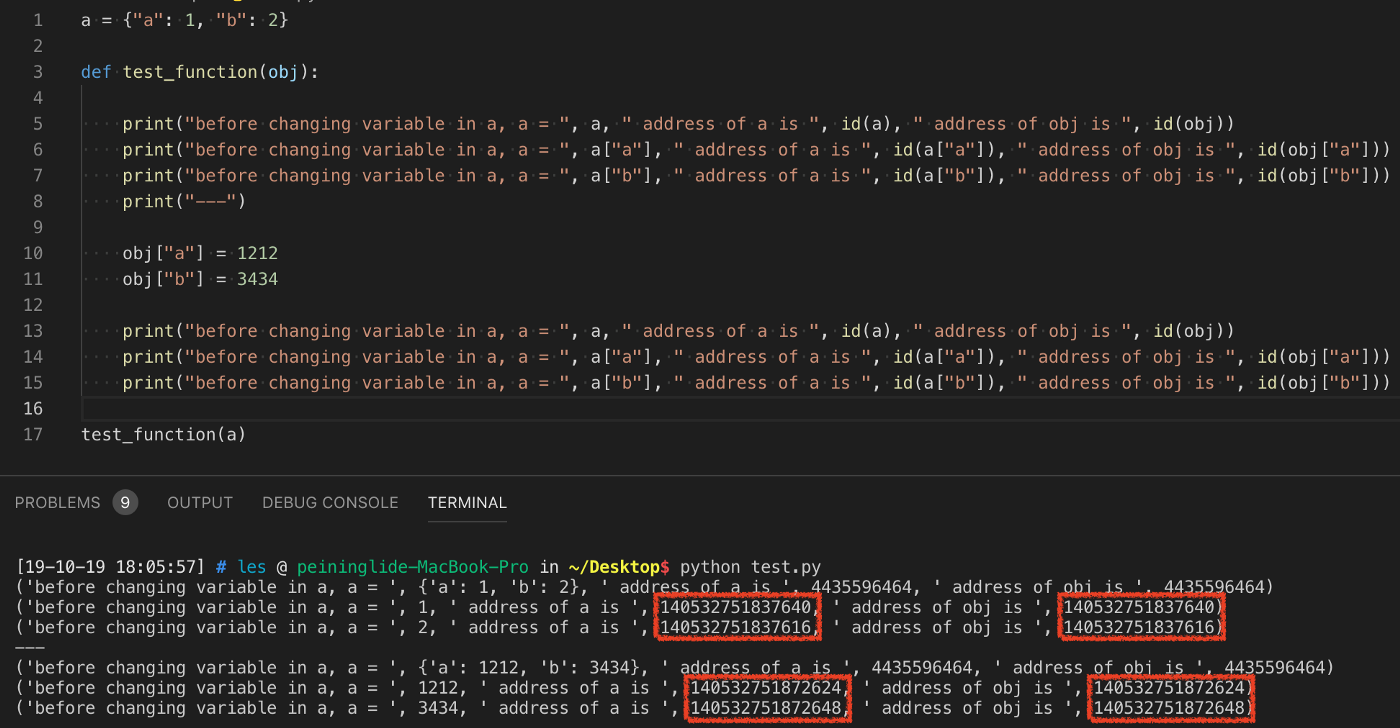 1 a = {"a": 1, "b": 2}
2
3 def test_function(obj):
4
5 print("before changing variable in a, a = ", a, " address of a is ", id(a), " address of obj is ", id(obj))
6 print("before changing variable in a, a = ", a["a"], " address of a is ", id(a["a"]), " address of obj is ", id(obj["a"]))
7 print("before changing variable in a, a = ", a["b"], " address of a is ", id(a["b"]), " address of obj is ", id(obj["b"]))
8 print("---")
9
10 obj["a"] = 1212
11 obj["b"] = 3434
12
13 print("before changing variable in a, a = ", a, " address of a is ", id(a), " address of obj is ", id(obj))
14 print("before changing variable in a, a = ", a["a"], " address of a is ", id(a["a"]), " address of obj is ", id(obj["a"]))
15 print("before changing variable in a, a = ", a["b"], " address of a is ", id(a["b"]), " address of obj is ", id(obj["b"]))
16
17 test_function(a)
PROBLEMS 9 OUTPUT DEBUG CONSOLE TERMINAL
[19-10-19 18:05:57] # les @ peininglide-MacBook-Pro in ~/Desktop$ python test.py
('before changing variable in a, a = ', {'a': 1, 'b': 2}, ' address of a is ', 4435596464, ' address of obj is ', 4435596464)
('before changing variable in a, a = ', 1, ' address of a is ', 140532751837640, ' address of obj is ', 140532751837640)
('before changing variable in a, a = ', 2, ' address of a is ', 140532751837616, ' address of obj is ', 140532751837616)
---
('before changing variable in a, a = ', {'a': 1212, 'b': 3434}, ' address of a is ', 4435596464, ' address of obj is ', 4435596464)
('before changing variable in a, a = ', 1212, ' address of a is ', 140532751872624, ' address of obj is ', 140532751872624)
('before changing variable in a, a = ', 3434, ' address of a is ', 140532751872648, ' address of obj is ', 140532751872648)